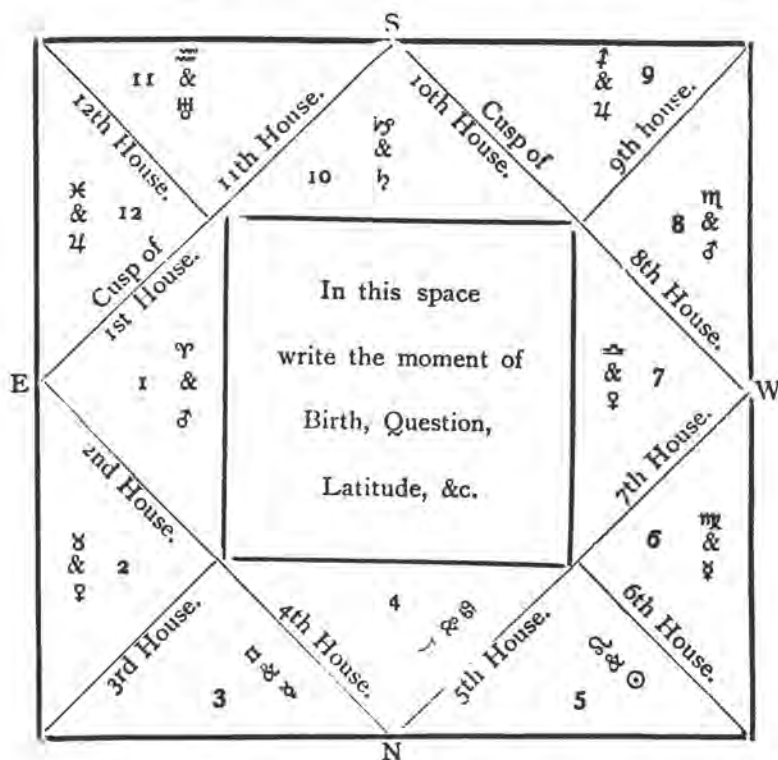 S
11 ♒ & ♅
♐ & ♃ 9
12th House.
11th House.
10 ♑ & ♄
Cusp of
10th House.
9th house.
♓ & ♃ 12
8 ♏ & ♂
Cusp of
1st House.
8th House.
In this space
write the moment of
Birth, Question,
Latitude, &c.
E
1 ♈ & ♂
♎ & ♀ 7
W
2nd House.
7th House.
♉ & ♀ 2
6 ♍ & ☿
3rd House.
4th House.
4 ☽ & ♋
5th House.
6th House.
3 ♊ & ☿
5 ♌ & ☉
N